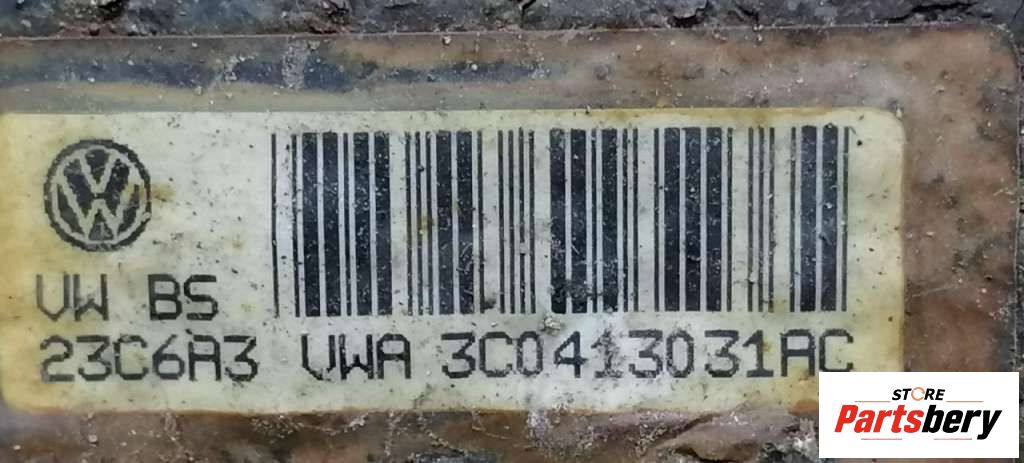 VW BS
23C6A3 VWA 3C0413031AC
STORE
Partsbery